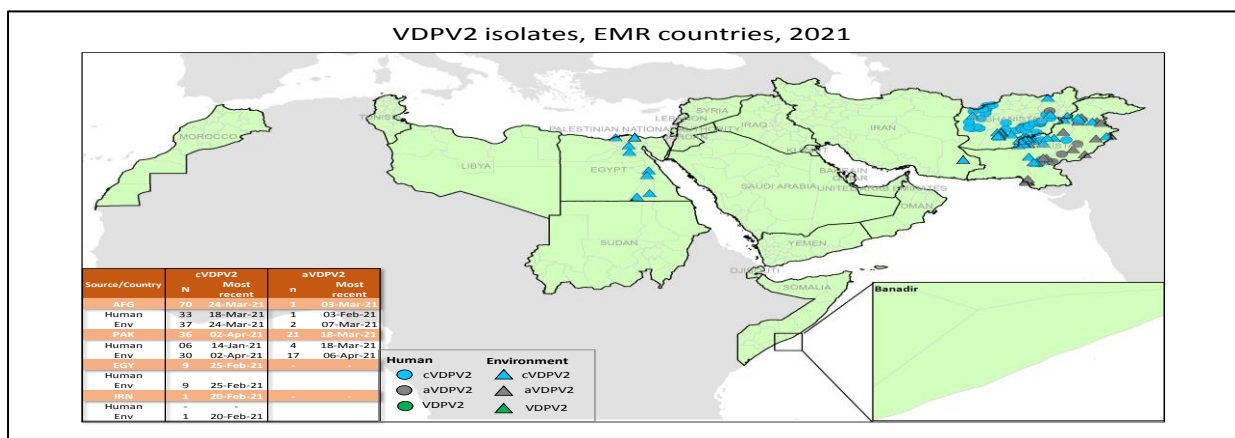 VDPV2 isolates, EMR countries, 2021
MOROCCO
LEBANON
SYRIA
PALESTINIAN NATIONAL AUTHORITY
IRAQ
IRAN
LIBYA
EGYPT
SAUDI ARABIA
BAHRAIN
UNITED ARAB EMIRATES
OMAN
SUDAN
YEMEN
DJIBOUTI
SOMALIA
Banadir
Source/Country cVDPV2 aVDPV2
N Most recent n Most recent
AFG 70 24-Mar-21 1 03-Mar-21
Human 33 18-Mar-21 1 03-Feb-21
Env 37 24-Mar-21 2 07-Mar-21
PAK 36 02-Apr-21 21 18-Mar-21
Human 06 14-Jan-21 4 18-Mar-21
Env 30 02-Apr-21 17 06-Apr-21
EGY 9 25-Feb-21 - -
Human
Env 9 25-Feb-21
IRN 1 20-Feb-21 - -
Human - -
Env 1 20-Feb-21
Human Environment
cVDPV2 cVDPV2
aVDPV2 aVDPV2
VDPV2 VDPV2